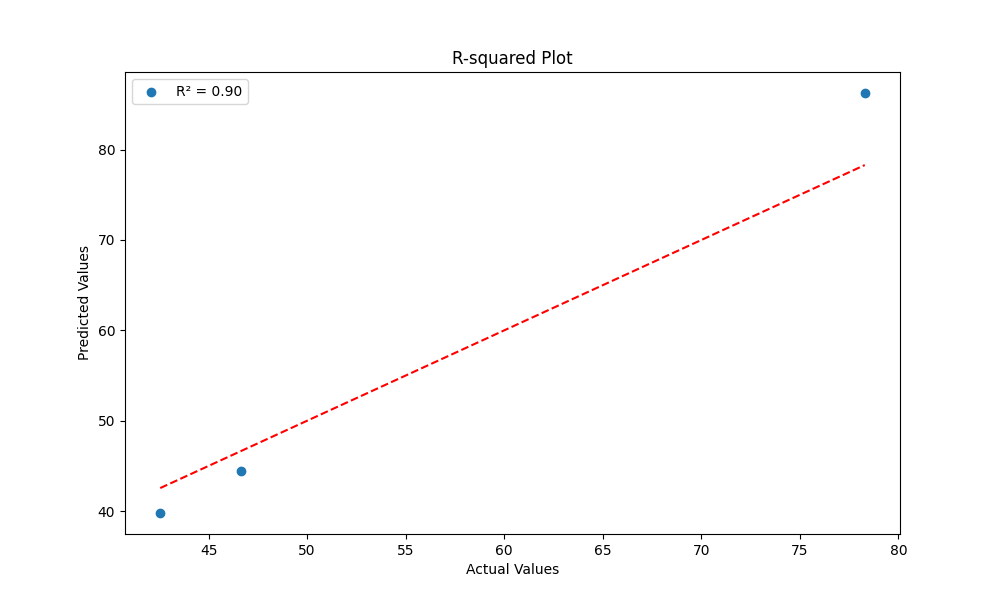 R-squared Plot
R² = 0.90
80
70
60
50
40
Predicted Values
45 50 55 60 65 70 75 80
Actual Values